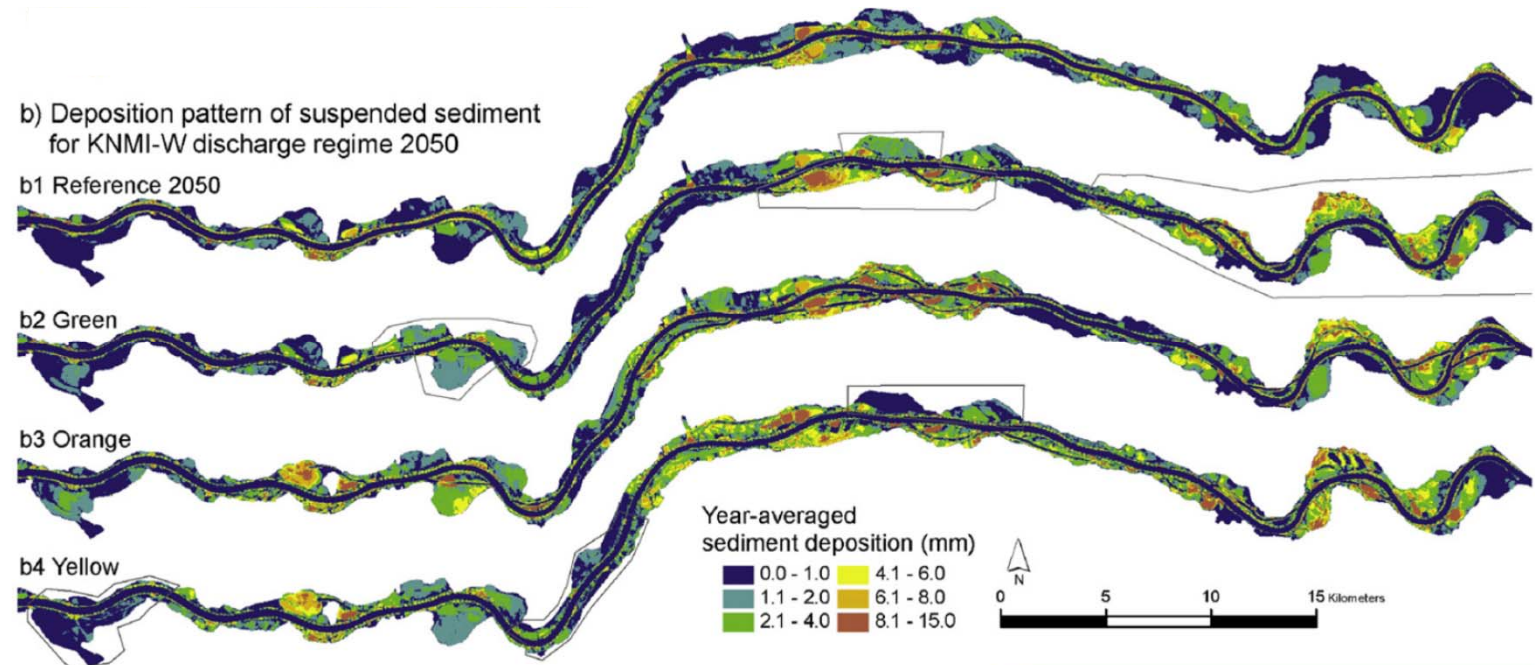 b) Deposition pattern of suspended sediment
for KNMI-W discharge regime 2050
b1 Reference 2050
b2 Green
b3 Orange
b4 Yellow
Year-averaged
sediment deposition (mm)
0.0 - 1.0
1.1 - 2.0
2.1 - 4.0
4.1 - 6.0
6.1 - 8.0
8.1 - 15.0
N
0 5 10 15 Kilometers